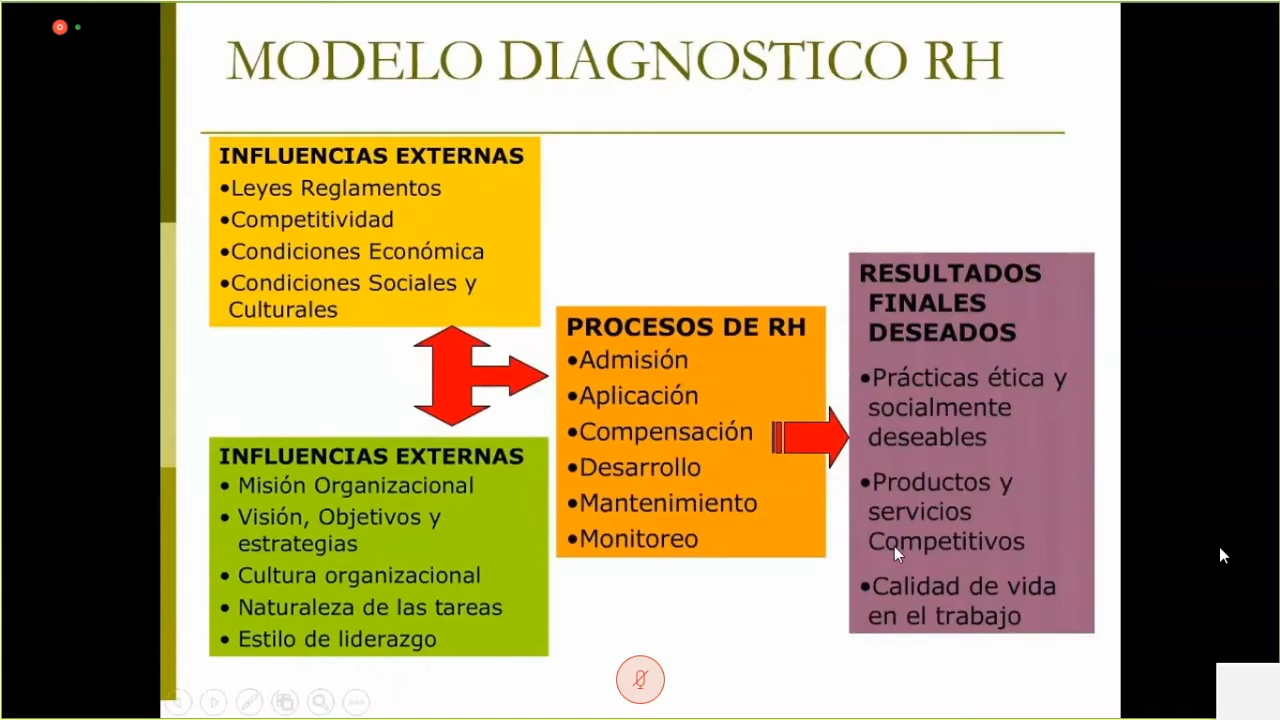 MODELO DIAGNOSTICO RH
INFLUENCIAS EXTERNAS
•Leyes Reglamentos
•Competitividad
•Condiciones Económica
•Condiciones Sociales y
Culturales
INFLUENCIAS EXTERNAS
• Misión Organizacional
• Visión, Objetivos y
estrategias
• Cultura organizacional
• Naturaleza de las tareas
• Estilo de liderazgo
PROCESOS DE RH
•Admisión
•Aplicación
•Compensación
•Desarrollo
•Mantenimiento
•Monitoreo
RESULTADOS
FINALES
DESEADOS
•Prácticas ética y
socialmente
deseables
•Productos y
servicios
Competitivos
•Calidad de vida
en el trabajo